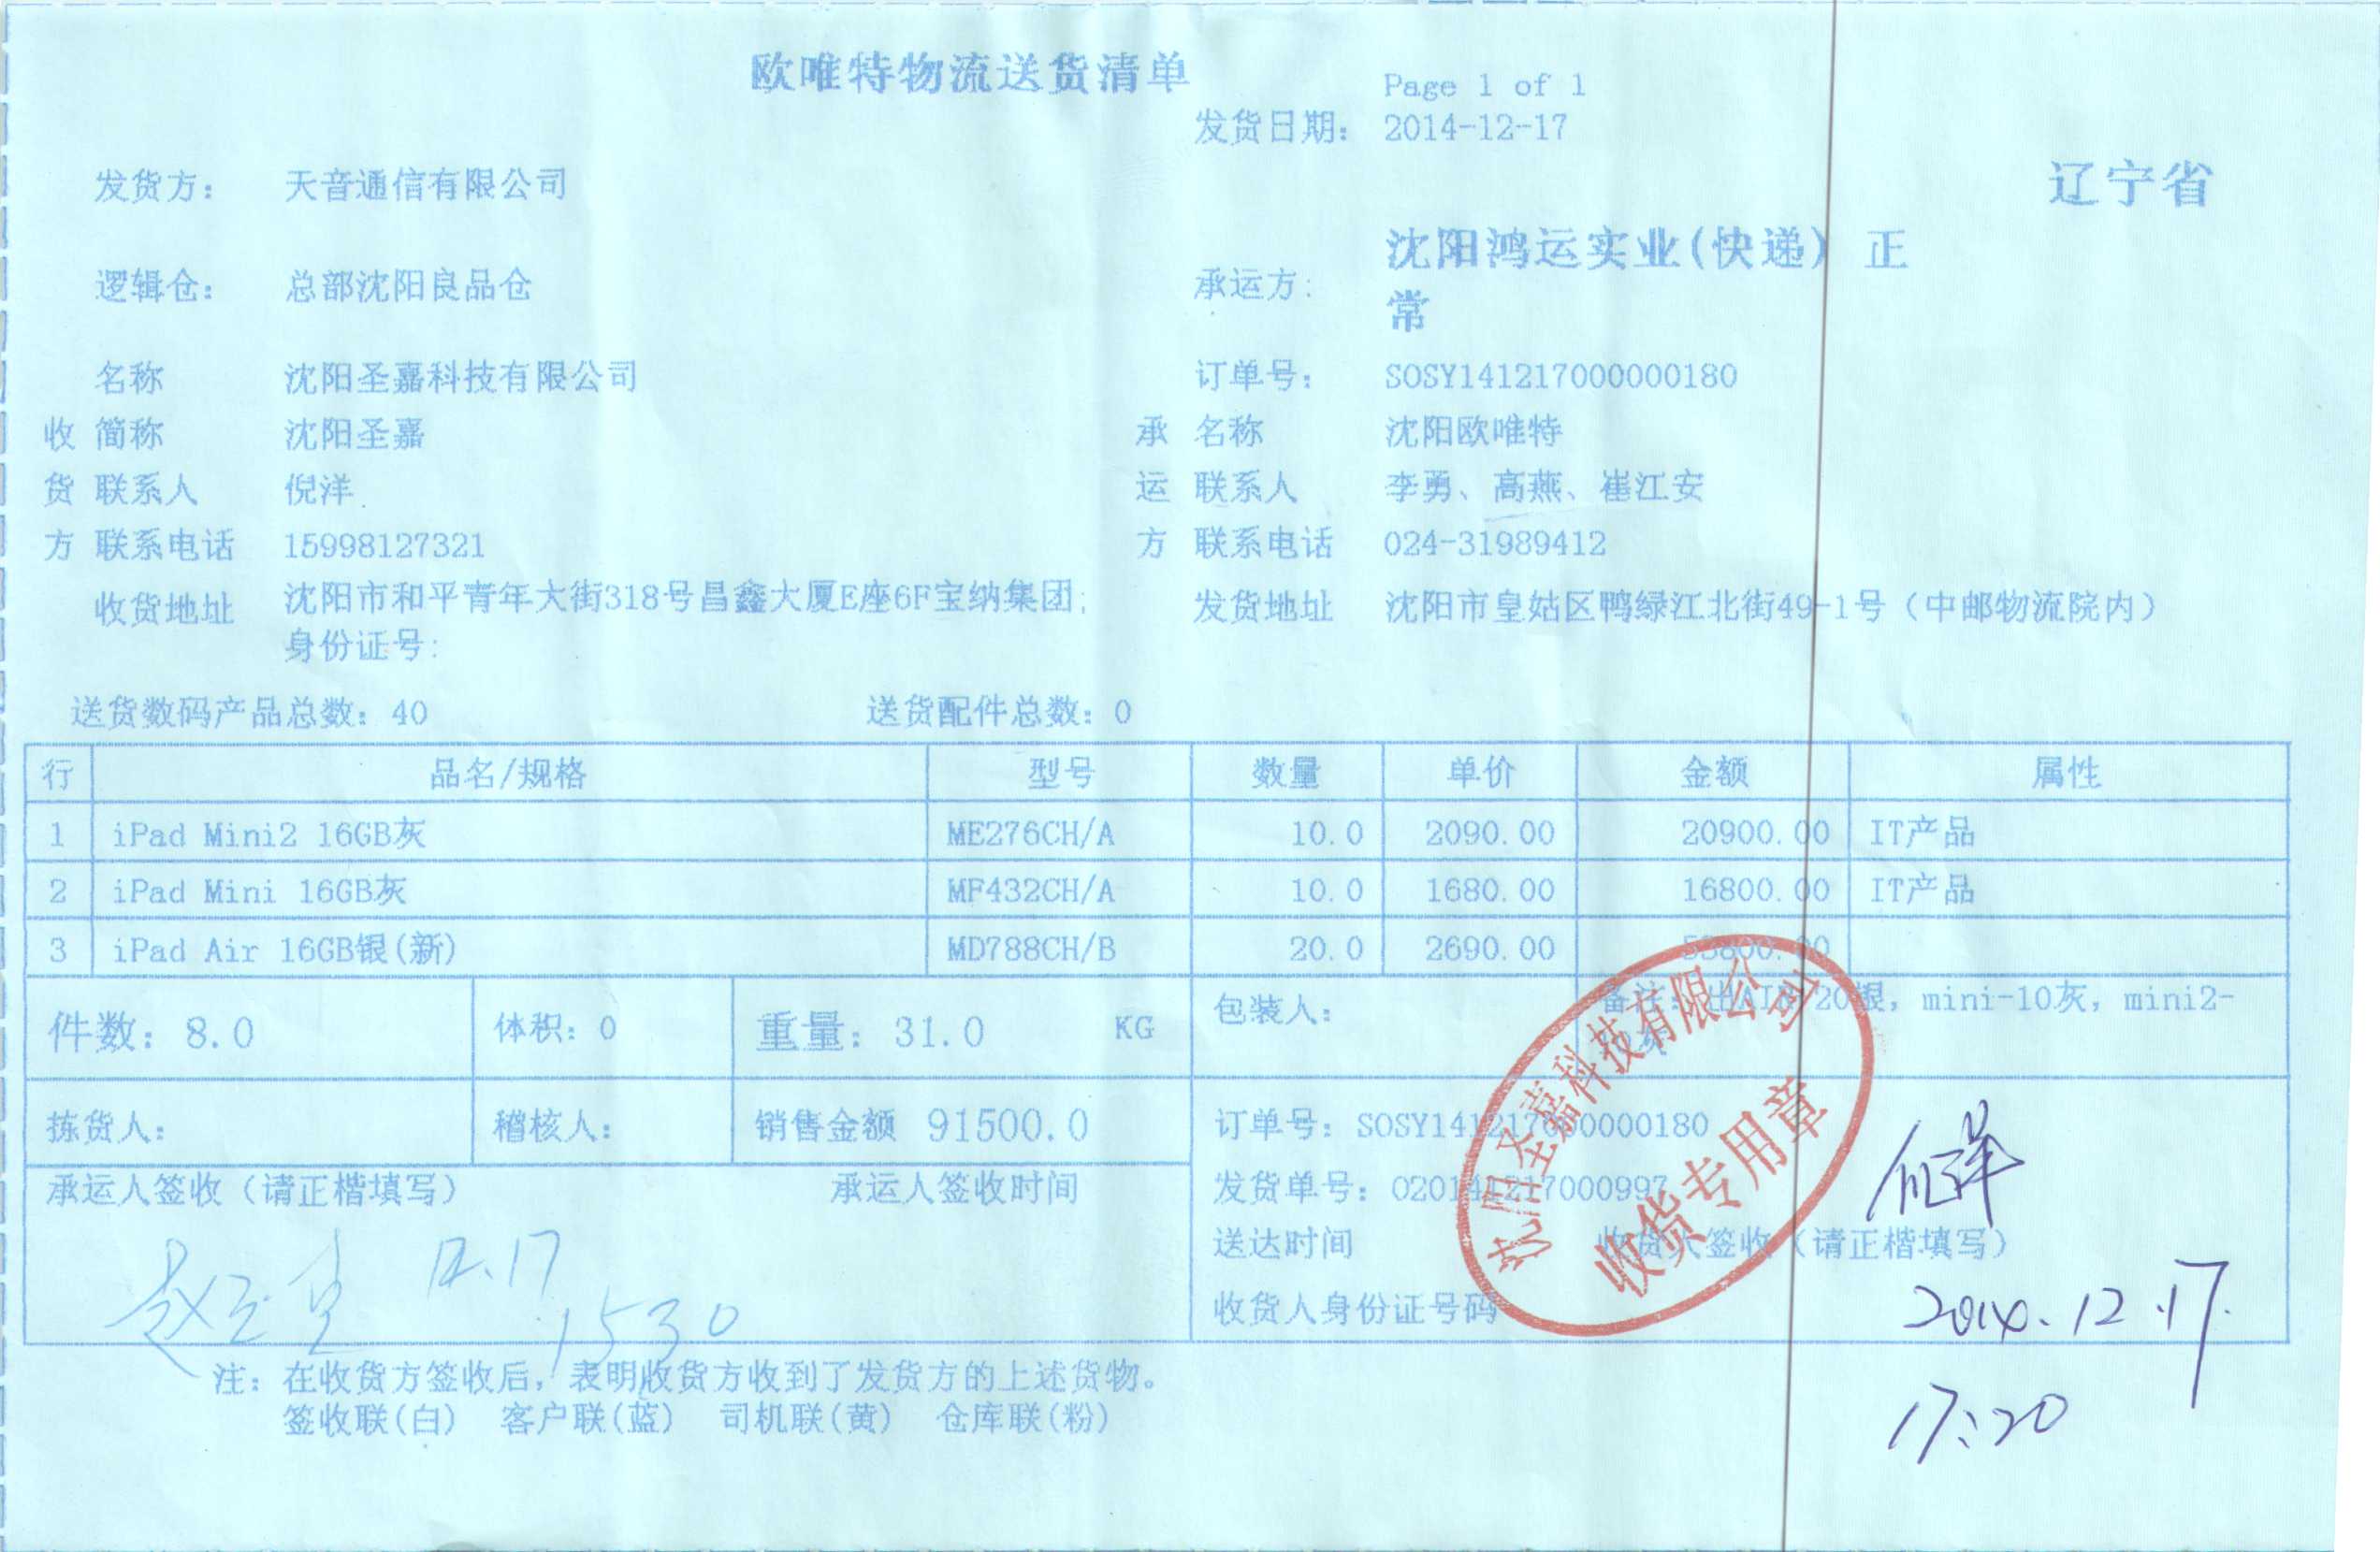 欧唯特物流送货清单
Page 1 of 1
发货日期： 2014-12-17
辽宁省
发货方： 天音通信有限公司
承运方： 沈阳鸿运实业(快递) 正
常
逻辑仓： 总部沈阳良品仓
名称 沈阳圣嘉科技有限公司 订单号： SOSY141217000000180
收 简称 沈阳圣嘉 承 名称 沈阳欧唯特
货 联系人 倪洋 运 联系人 李勇、高燕、崔江安
方 联系电话 15998127321 方 联系电话 024-31989412
收货地址 沈阳市和平青年大街318号昌鑫大厦E座6F宝纳集团; 发货地址 沈阳市皇姑区鸭绿江北街49-1号（中邮物流院内）
身份证号:
送货数码产品总数：40 送货配件总数：0
行 品名/规格 型号 数量 单价 金额 属性
1 iPad Mini2 16GB灰 ME276CH/A 10.0 2090.00 20900.00 IT产品
2 iPad Mini 16GB灰 MF432CH/A 10.0 1680.00 16800.00 IT产品
3 iPad Air 16GB银(新) MD788CH/B 20.0 2690.00 53800.00
件数：8.0 体积：0 重量：31.0 KG 包装人： 备注： 20银，mini-10灰，mini2-
拣货人： 稽核人： 销售金额 91500.0 订单号：SOSY141217000000180
承运人签收（请正楷填写） 承运人签收时间 发货单号：020141217000997
送达时间 收货人签收（请正楷填写）
收货人身份证号码
沈阳圣嘉科技有限公司
收货专用章
倪洋
2014.12.17.
17:20
12.17
1530
注：在收货方签收后，表明收货方收到了发货方的上述货物。
签收联(白) 客户联(蓝) 司机联(黄) 仓库联(粉)